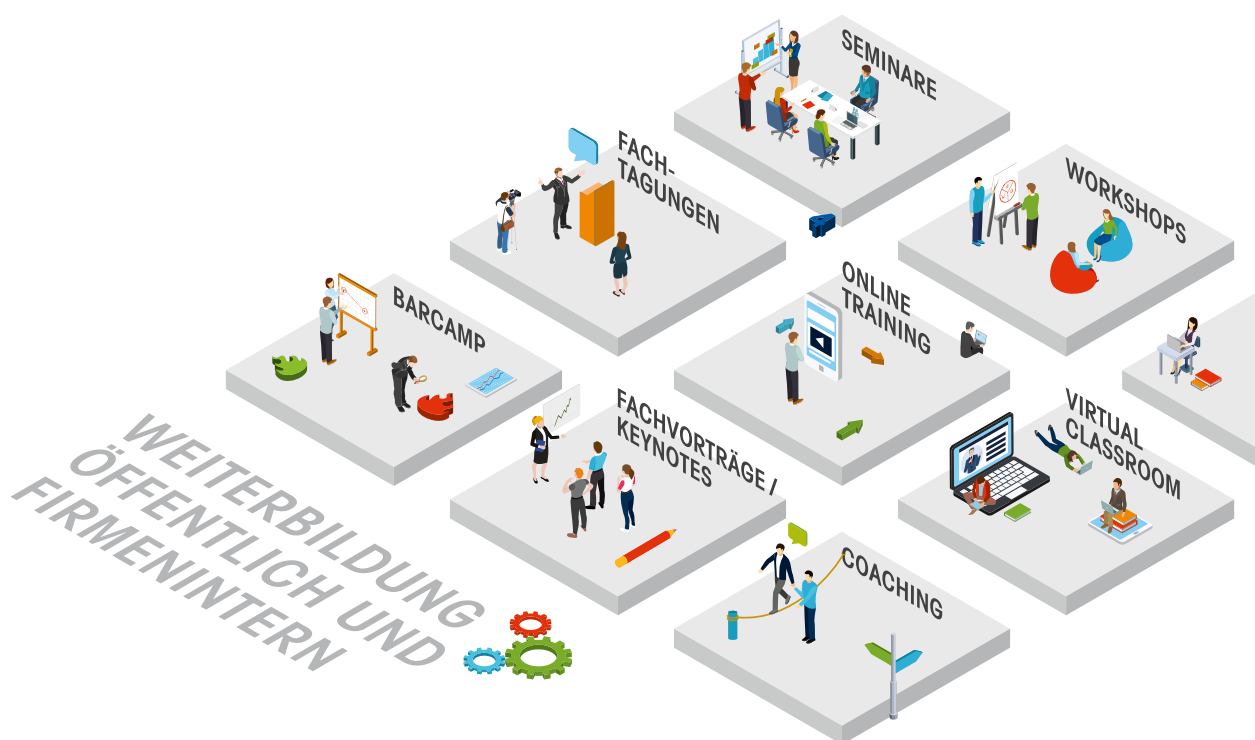 SEMINARE
FACH-
TAGUNGEN
WORKSHOPS
BARCAMP
ONLINE
TRAINING
FACHVORTRÄGE /
KEYNOTES
VIRTUAL
CLASSROOM
COACHING
WEITERBILDUNG
ÖFFENTLICH UND
FIRMENINTERN